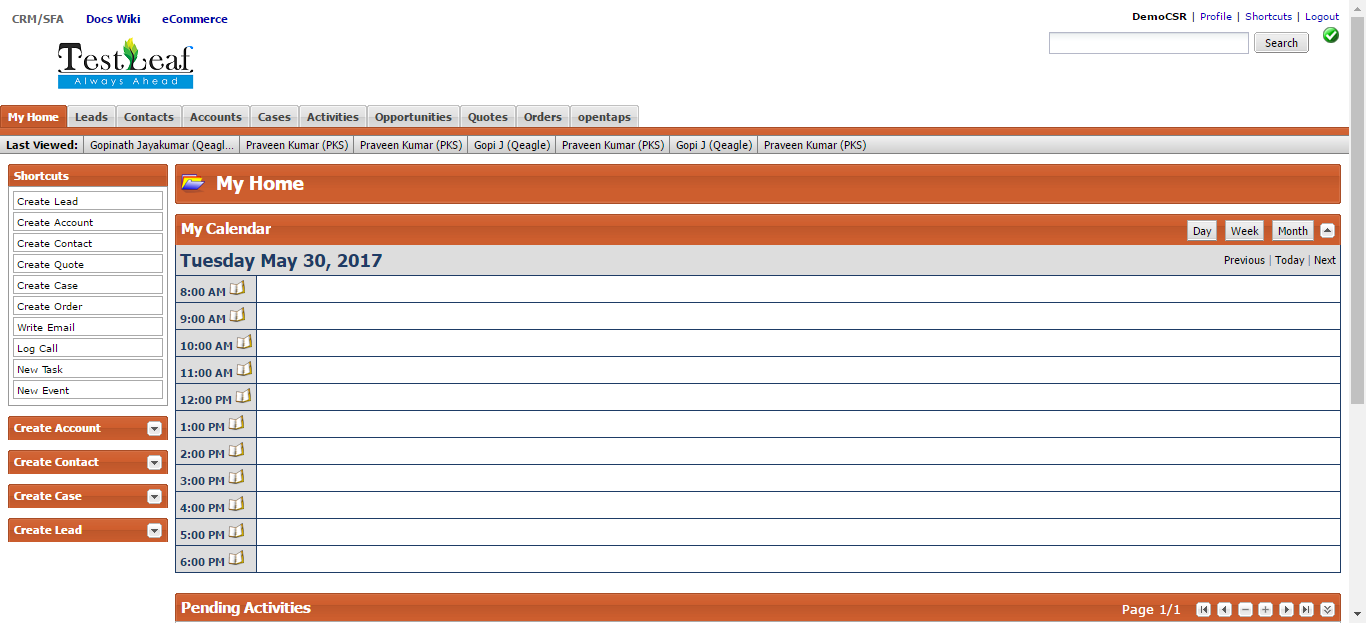 CRM/SFA Docs Wiki eCommerce
DemoCSR | Profile | Shortcuts | Logout
TestLeaf
Always Ahead
Search
My Home Leads Contacts Accounts Cases Activities Opportunities Quotes Orders opentaps
Last Viewed: Gopinath Jayakumar (Qeagl... Praveen Kumar (PKS) Praveen Kumar (PKS) Gopi J (Qeagle) Praveen Kumar (PKS) Gopi J (Qeagle) Praveen Kumar (PKS)
Shortcuts
Create Lead
Create Account
Create Contact
Create Quote
Create Case
Create Order
Write Email
Log Call
New Task
New Event
Create Account
Create Contact
Create Case
Create Lead
My Home
My Calendar Day Week Month
Tuesday May 30, 2017 Previous | Today | Next
8:00 AM
9:00 AM
10:00 AM
11:00 AM
12:00 PM
1:00 PM
2:00 PM
3:00 PM
4:00 PM
5:00 PM
6:00 PM
Pending Activities Page 1/1